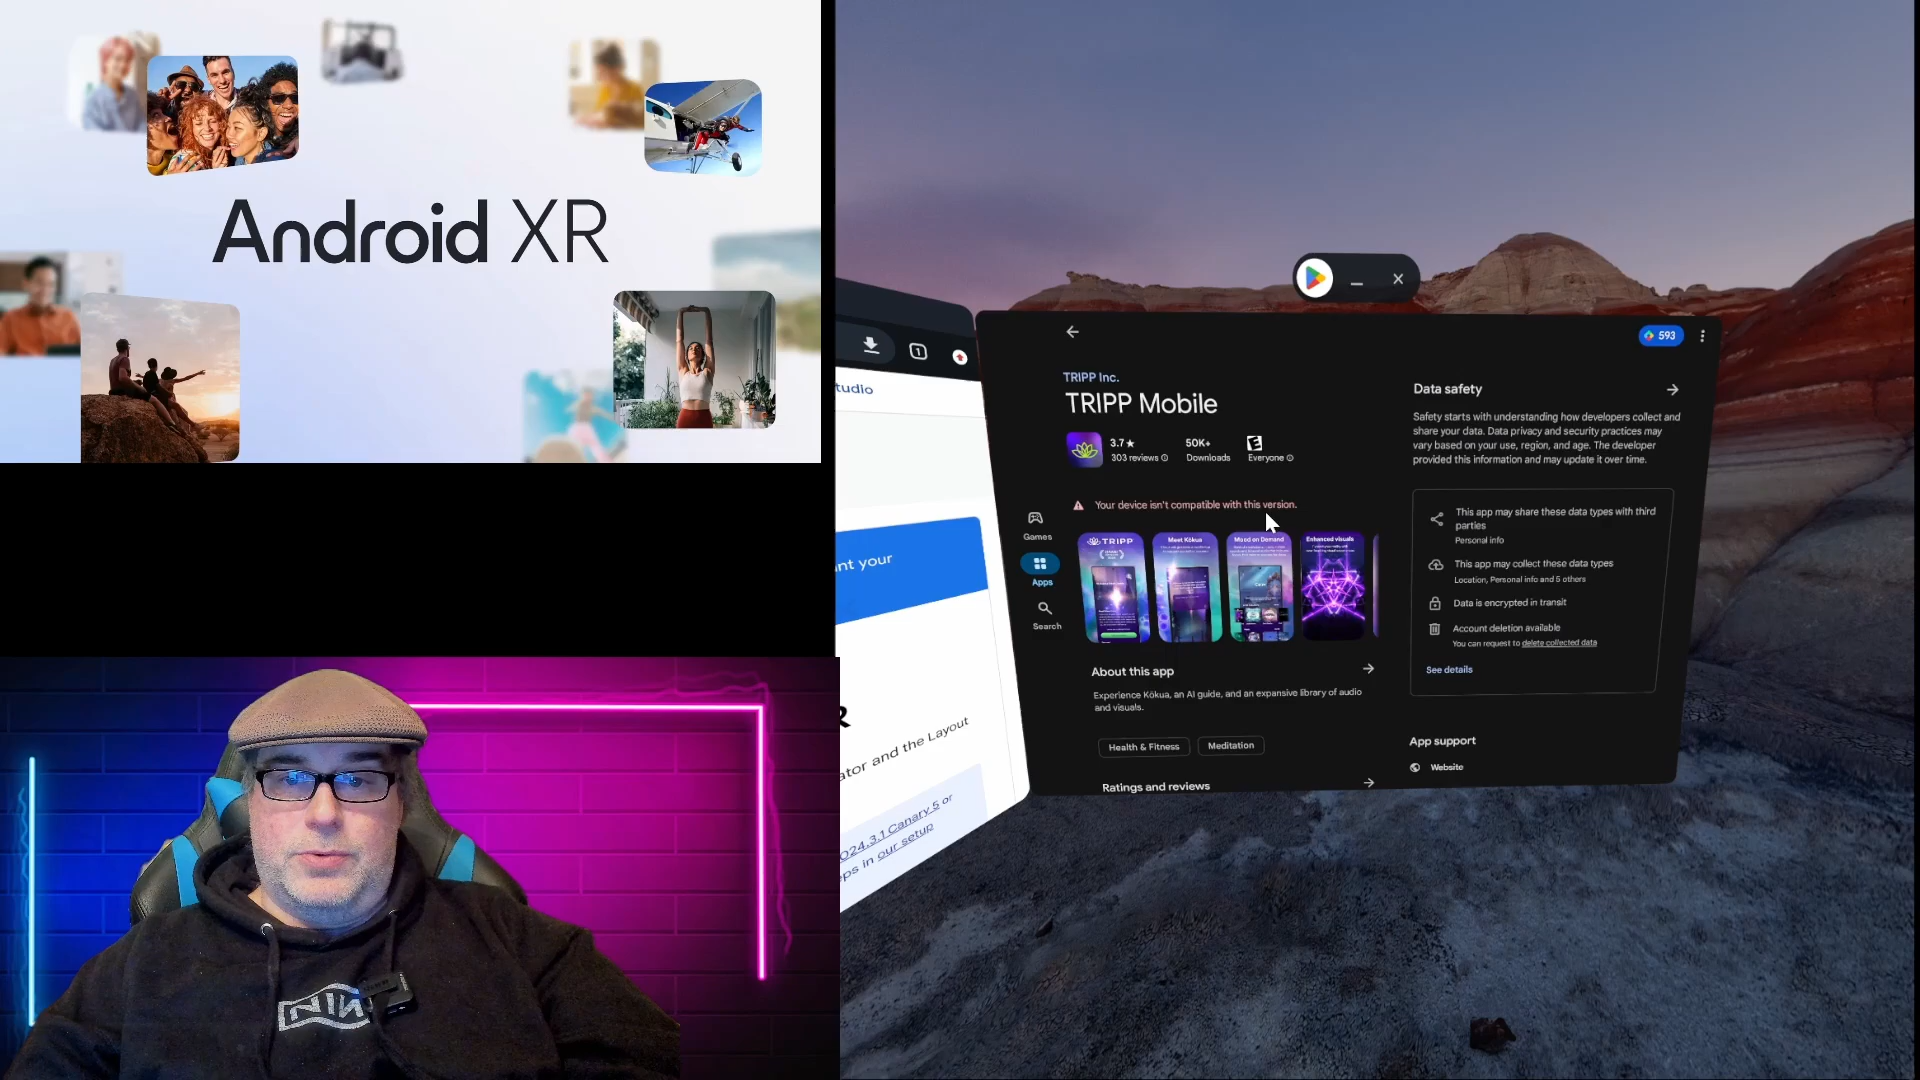 Android XR
NIN
1
tudio
nt your
R
ator and the Layout
024.3.1 Canary 5 or
eps in our setup
593
TRIPP Inc.
TRIPP Mobile
3.7★
303 reviews
50K+
Downloads
E
Everyone
Your device isn't compatible with this version.
Games
Apps
Search
TRIPP
Meet Kōkua
Mood on Demand
Enhanced visuals
About this app
Experience Kōkua, an AI guide, and an expansive library of audio
and visuals.
Health & Fitness
Meditation
Ratings and reviews
Data safety
Safety starts with understanding how developers collect and
share your data. Data privacy and security practices may
vary based on your use, region, and age. The developer
provided this information and may update it over time.
This app may share these data types with third
parties
Personal info
This app may collect these data types
Location, Personal info and 5 others
Data is encrypted in transit
Account deletion available
You can request to delete collected data
See details
App support
Website